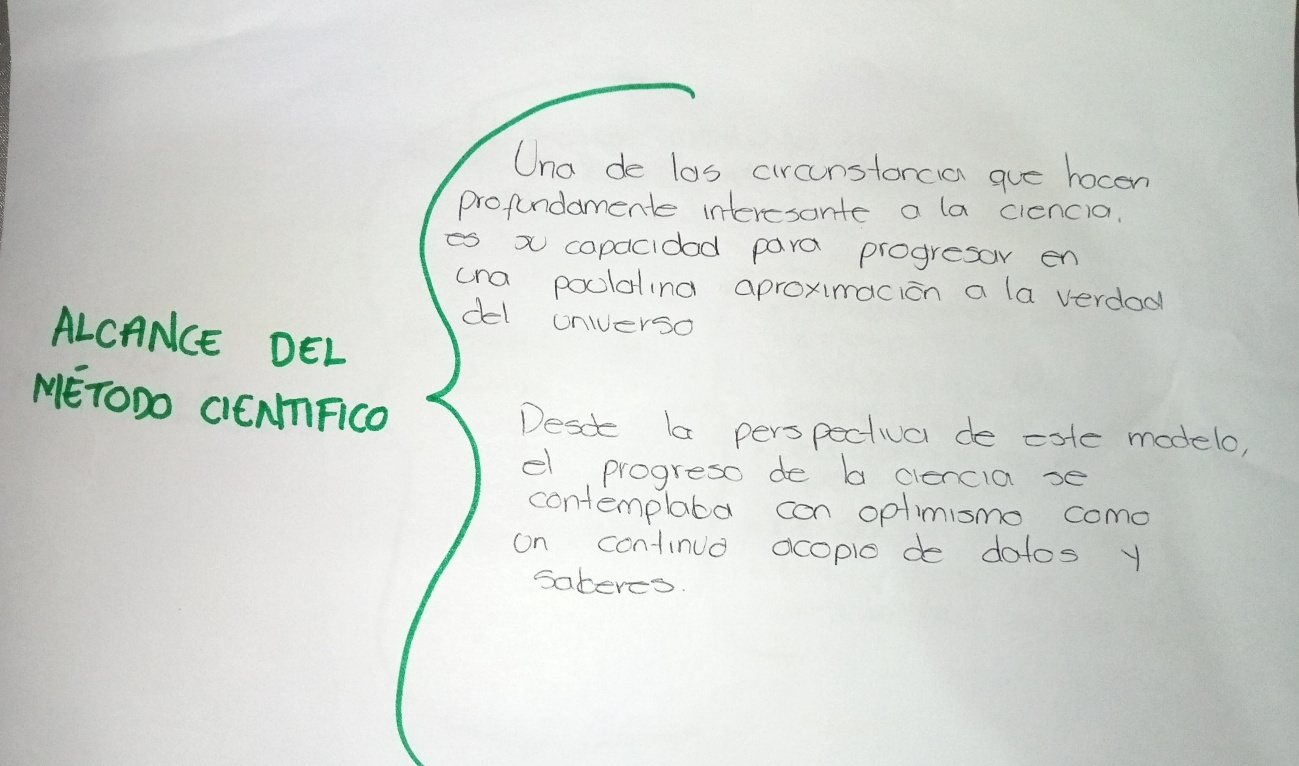 ALCANCE DEL
MÉTODO CIENTIFICO
Una de las circunstancia que hacen
profundamente interesante a la ciencia,
es su capacidad para progresar en
una paulatina aproximación a la verdad
del universo
Desde la perspectiva de este modelo,
el progreso de la ciencia se
contemplaba con optimismo como
un continuo acopio de datos y
saberes.